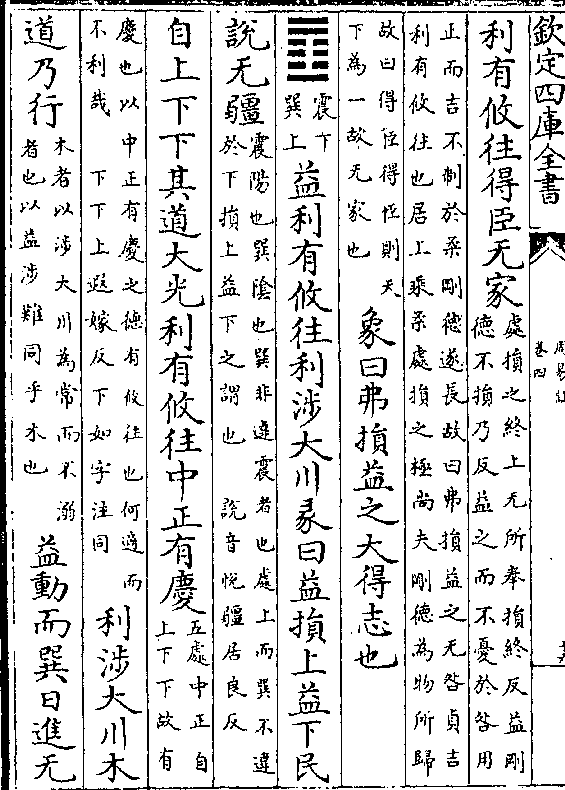 欽定四庫全書
周易註
卷四
利有攸往得臣无家
處損之終上无所奉損終反益剛
德不損乃反益之而不憂於咎用
正而吉不制於柔剛德遂長故曰弗損益之无咎貞吉
利有攸往也居上乘柔處損之極尚夫剛德為物所歸
故曰得臣得臣則天
下為一故无家也
象曰弗損益之大得志也
䷩
震下
巽上
益利有攸往利涉大川彖曰益損上益下民
說无疆
震陽也巽陰也巽非違震者也處上而巽不違
於下損上益下之謂也 說音悅疆居良反
自上下下其道大光利有攸往中正有慶
五處中正自
上下下故有
慶也以中正有慶之德有攸往也何適而
不利哉 下下上遐嫁反下如字注同
利涉大川木
道乃行
木者以涉大川為常而不溺
者也以益涉難同乎木也
益動而巽日進无